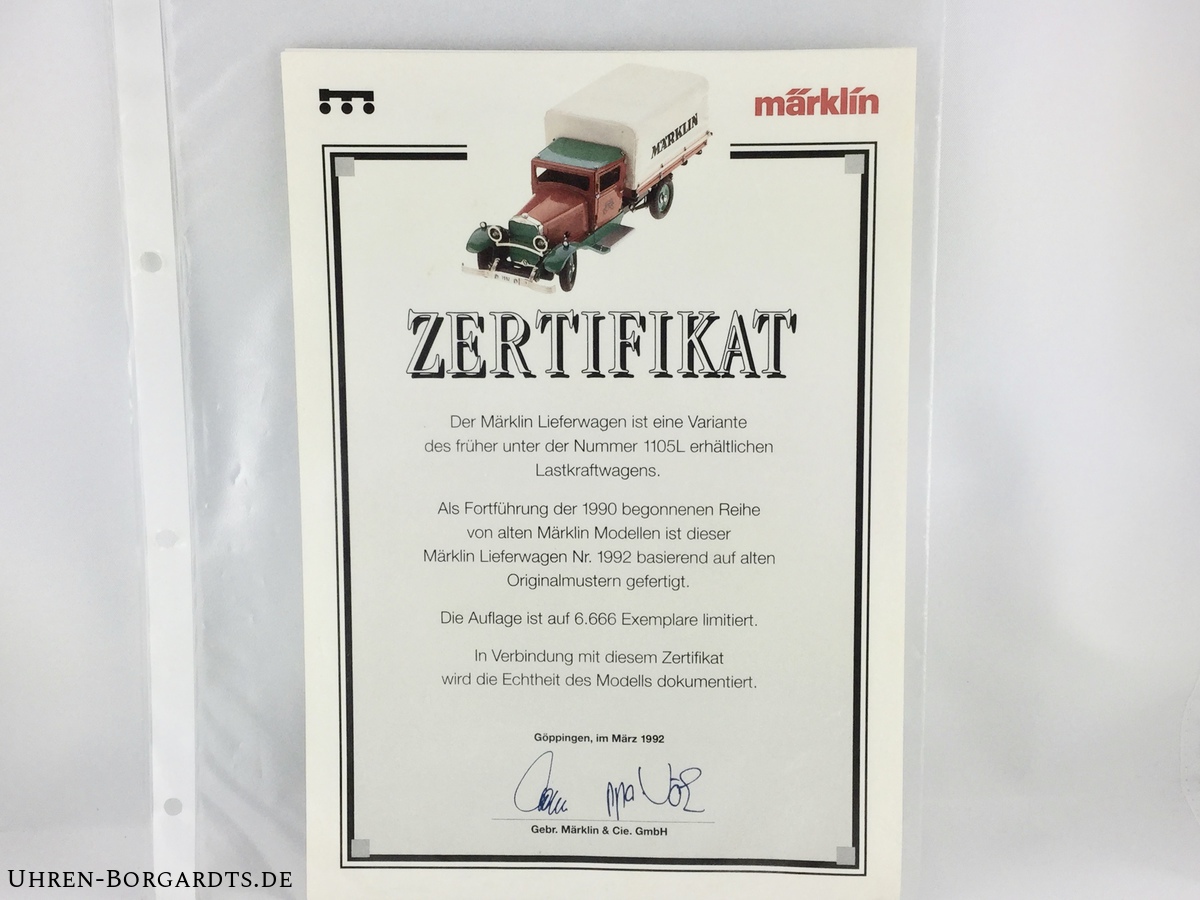 märklin
MÄRKLIN
ZERTIFIKAT
Der Märklin Lieferwagen ist eine Variante
des früher unter der Nummer 1105L erhältlichen
Lastkraftwagens.
Als Fortführung der 1990 begonnenen Reihe
von alten Märklin Modellen ist dieser
Märklin Lieferwagen Nr. 1992 basierend auf alten
Originalmustern gefertigt.
Die Auflage ist auf 6.666 Exemplare limitiert.
In Verbindung mit diesem Zertifikat
wird die Echtheit des Modells dokumentiert.
Göppingen, im März 1992
Gebr. Märklin & Cie. GmbH
UHREN-BORGARDTS.DE